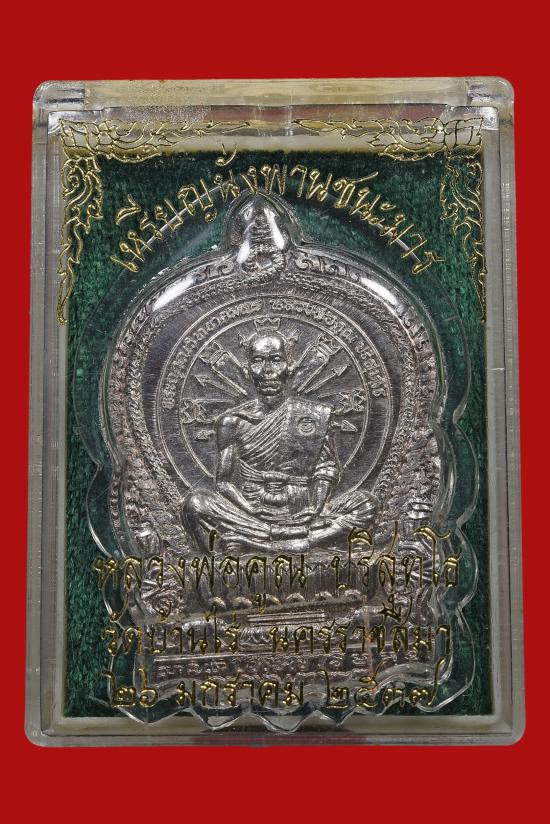 เหรียญนั่งพานชนะมาร
หลวงพ่อคูณ ปริสุทโธ
วัดบ้านไร่ นครราชสีมา
๒๖ มกราคม ๒๕๓๗